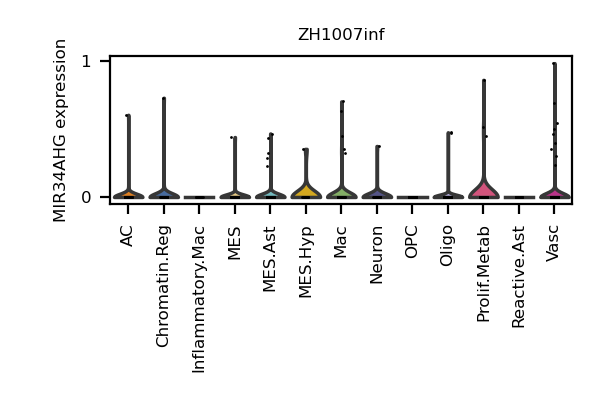 ZH1007inf
MIR34AHG expression
1
0
AC
Chromatin.Reg
Inflammatory.Mac
MES
MES.Ast
MES.Hyp
Mac
Neuron
OPC
Oligo
Prolif.Metab
Reactive.Ast
Vasc